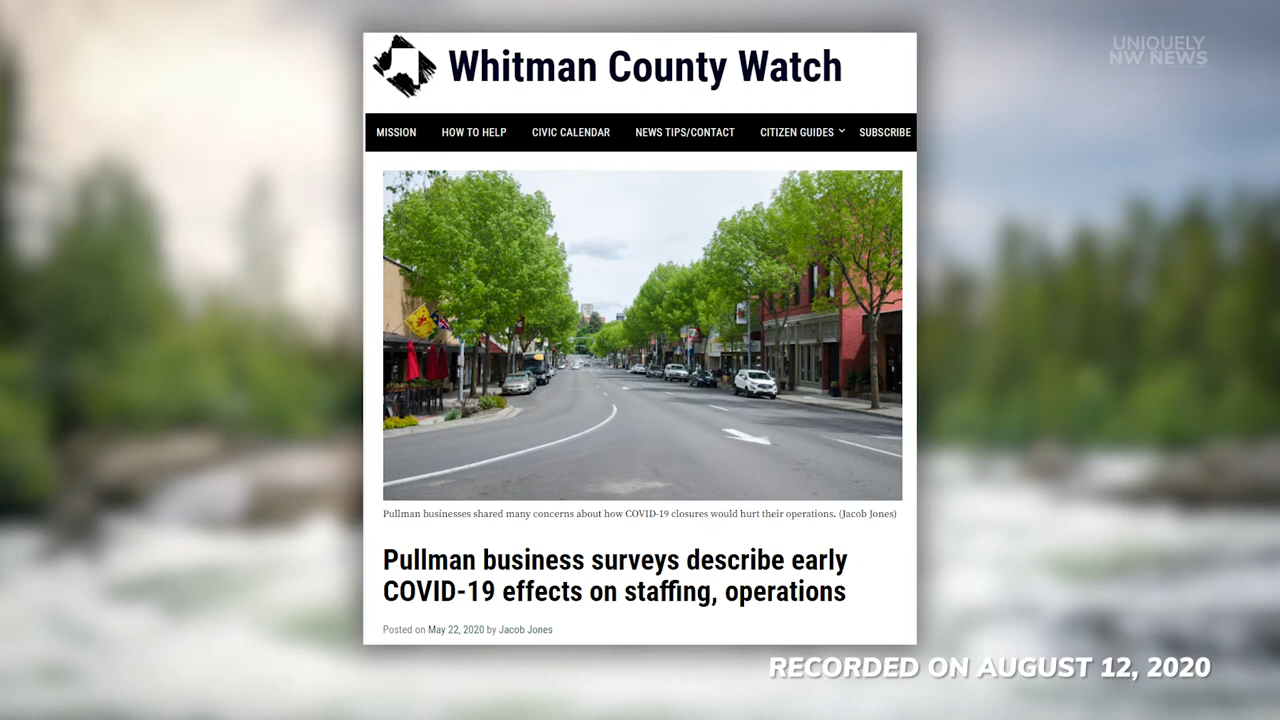 UNIQUELY
NW NEWS
Whitman County Watch
MISSION HOW TO HELP CIVIC CALENDAR NEWS TIPS/CONTACT CITIZEN GUIDES SUBSCRIBE
Pullman businesses shared many concerns about how COVID-19 closures would hurt their operations. (Jacob Jones)
Pullman business surveys describe early
COVID-19 effects on staffing, operations
Posted on May 22, 2020 by Jacob Jones
RECORDED ON AUGUST 12, 2020